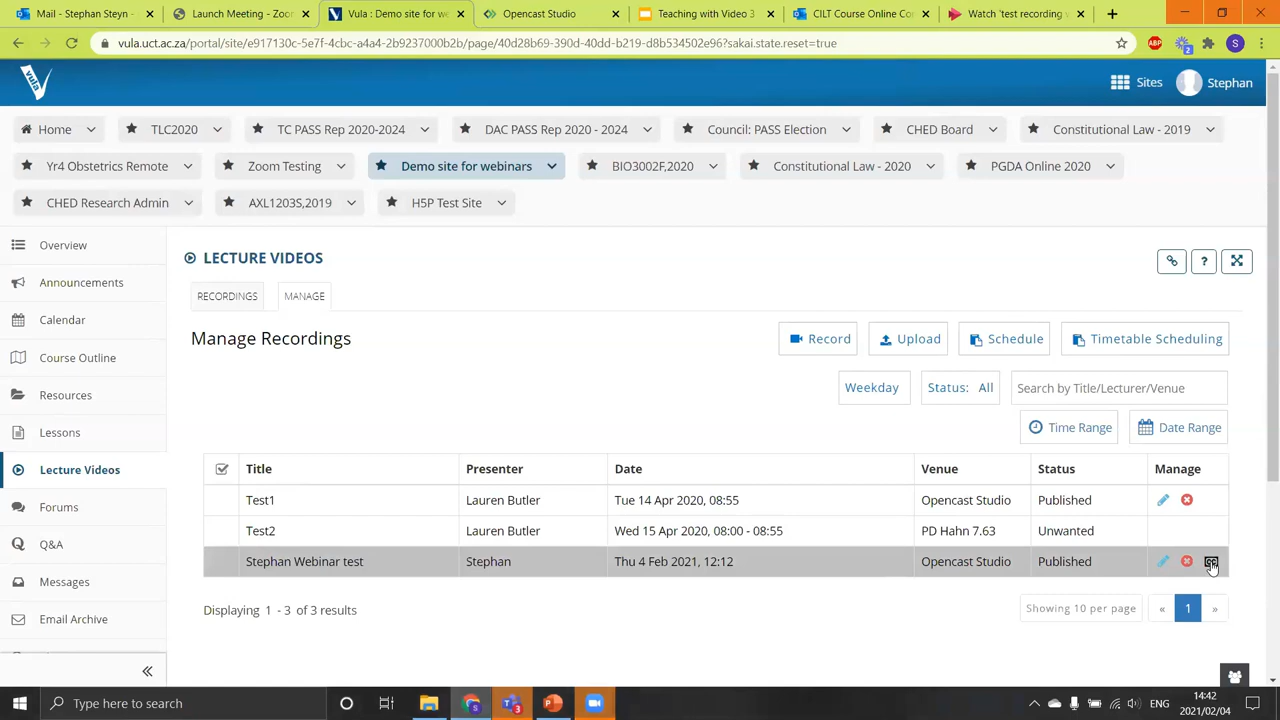 Mail - Stephan Steyn - Launch Meeting - Zoo Vula : Demo site for we Opencast Studio Teaching with Video 3 CILT Course Online Co Watch 'test recording v
vula.uct.ac.za/portal/site/e917130c-5e7f-4cbc-a4a4-2b9237000b2b/page/40d28b69-390d-40dd-b219-d8b534502e96?sakai.state.reset=true ABP 2 S
vula Sites Stephan
Home TLC2020 TC PASS Rep 2020-2024 DAC PASS Rep 2020 - 2024 Council: PASS Election CHED Board Constitutional Law - 2019
Yr4 Obstetrics Remote Zoom Testing Demo site for webinars BIO3002F,2020 Constitutional Law - 2020 PGDA Online 2020
CHED Research Admin AXL1203S,2019 H5P Test Site
Overview
Announcements
Calendar
Course Outline
Resources
Lessons
Lecture Videos
Forums
Q&A
Messages
Email Archive
LECTURE VIDEOS ?
RECORDINGS MANAGE
Manage Recordings Record Upload Schedule Timetable Scheduling
Weekday Status: All Search by Title/Lecturer/Venue
Time Range Date Range
Title Presenter Date Venue Status Manage
Test1 Lauren Butler Tue 14 Apr 2020, 08:55 Opencast Studio Published
Test2 Lauren Butler Wed 15 Apr 2020, 08:00 - 08:55 PD Hahn 7.63 Unwanted
Stephan Webinar test Stephan Thu 4 Feb 2021, 12:12 Opencast Studio Published
Displaying 1 - 3 of 3 results Showing 10 per page « 1 »
Type here to search ENG 14:42
2021/02/04